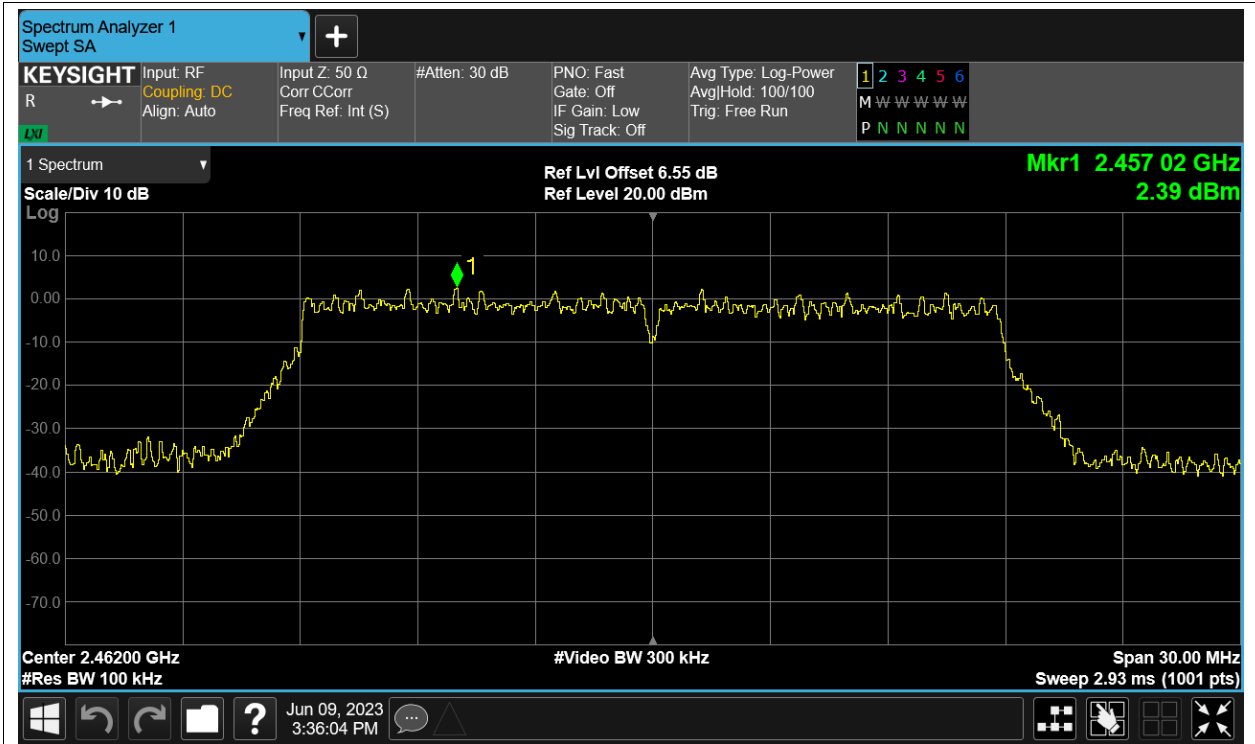 Spectrum Analyzer 1
Swept SA
+
KEYSIGHT
R
LXI
Input: RF
Coupling: DC
Align: Auto
Input Z: 50 Ω
Corr CCorr
Freq Ref: Int (S)
#Atten: 30 dB
PNO: Fast
Gate: Off
IF Gain: Low
Sig Track: Off
Avg Type: Log-Power
Avg|Hold: 100/100
Trig: Free Run
1 2 3 4 5 6
M W W W W W
P N N N N N
1 Spectrum
Scale/Div 10 dB
Ref Lvl Offset 6.55 dB
Ref Level 20.00 dBm
Mkr1 2.457 02 GHz
2.39 dBm
Log
1
10.0
0.00
-10.0
-20.0
-30.0
-40.0
-50.0
-60.0
-70.0
Center 2.46200 GHz
#Res BW 100 kHz
#Video BW 300 kHz
Span 30.00 MHz
Sweep 2.93 ms (1001 pts)
?
Jun 09, 2023
3:36:04 PM